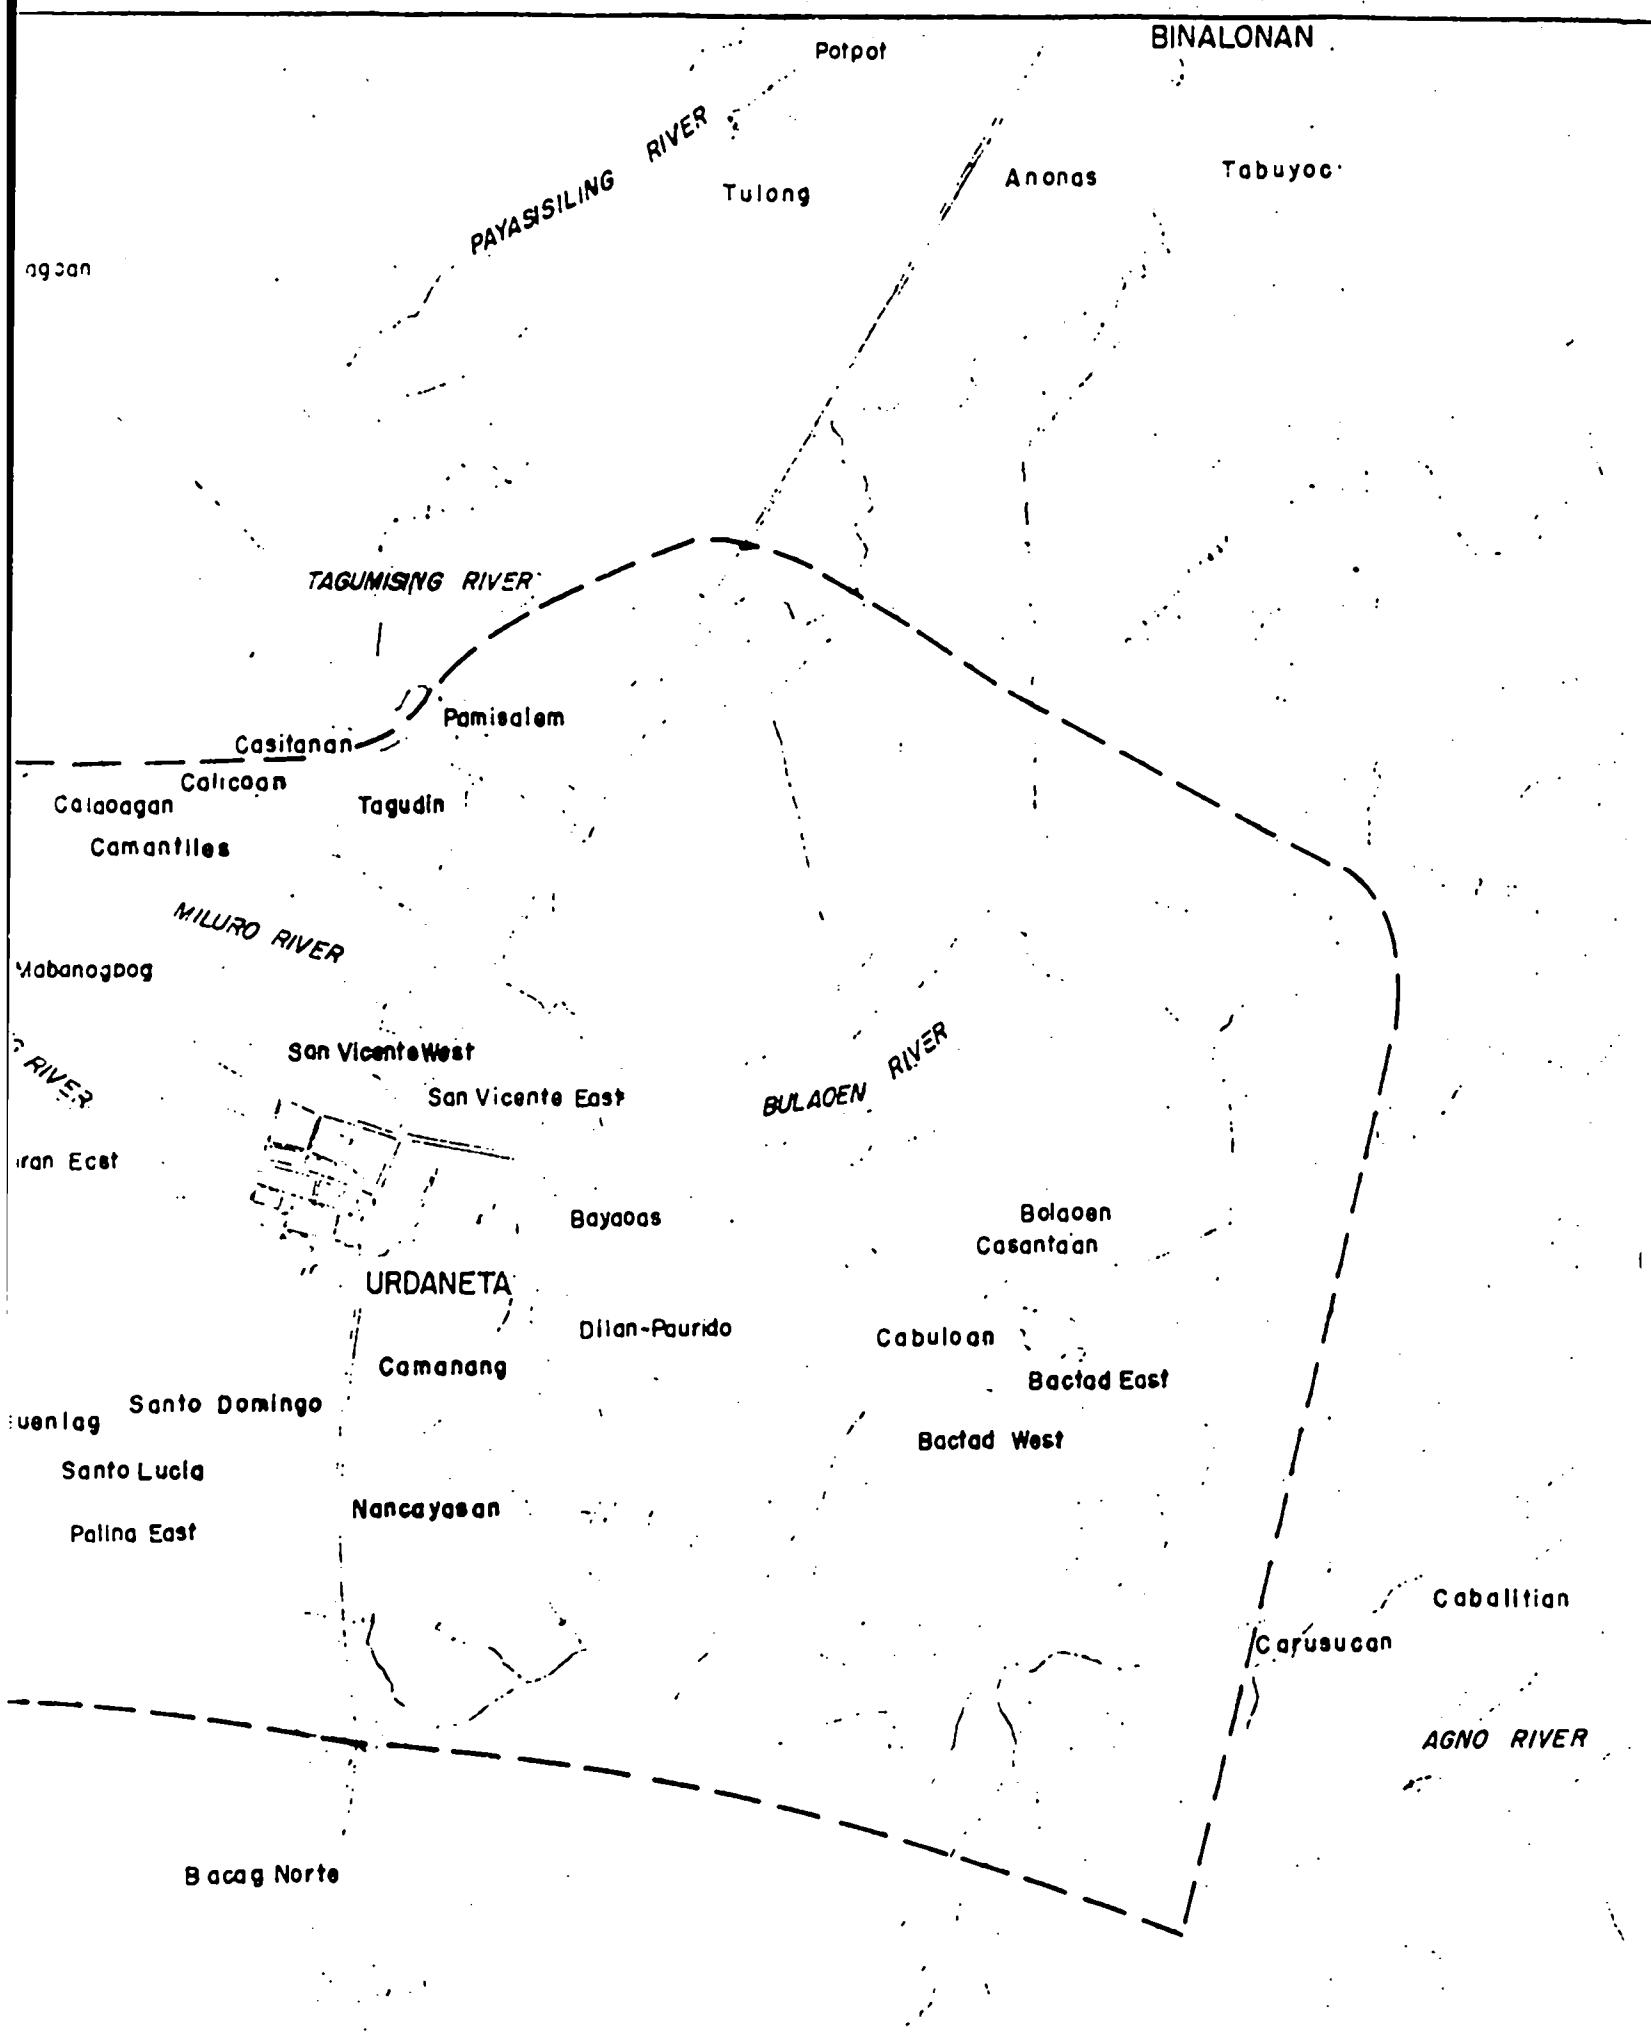 Potpot
BINALONAN
PAYASISILING RIVER
Tulong
Anonas
Tabuyoc
TAGUMISING RIVER
Pamisalem
Casitanan
Calicoan
Calaoagan
Tagudin
Camantiles
MILURO RIVER
Mabanogbog
San Vicente West
RIVER
San Vicente East
BULAOEN RIVER
Bayaoas
Bolaoen
Casantaan
URDANETA
Dilan-Paurido
Cabuloan
Camanang
Bactad East
Santo Domingo
Bactad West
Santo Lucia
Nancayasan
Palina East
Cabalitian
Carusucan
AGNO RIVER
Bacag Norte